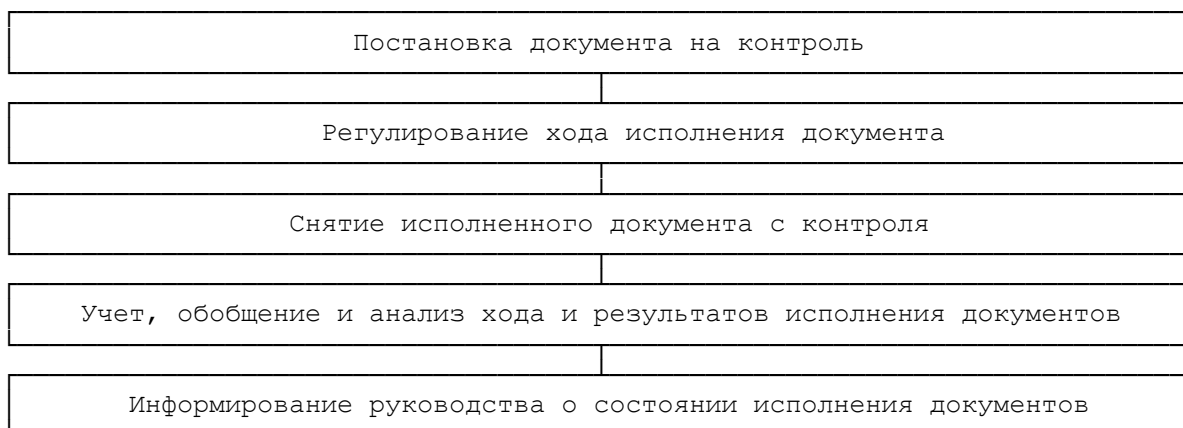 Постановка документа на контроль
Регулирование хода исполнения документа
Снятие исполненного документа с контроля
Учет, обобщение и анализ хода и результатов исполнения документов
Информирование руководства о состоянии исполнения документов